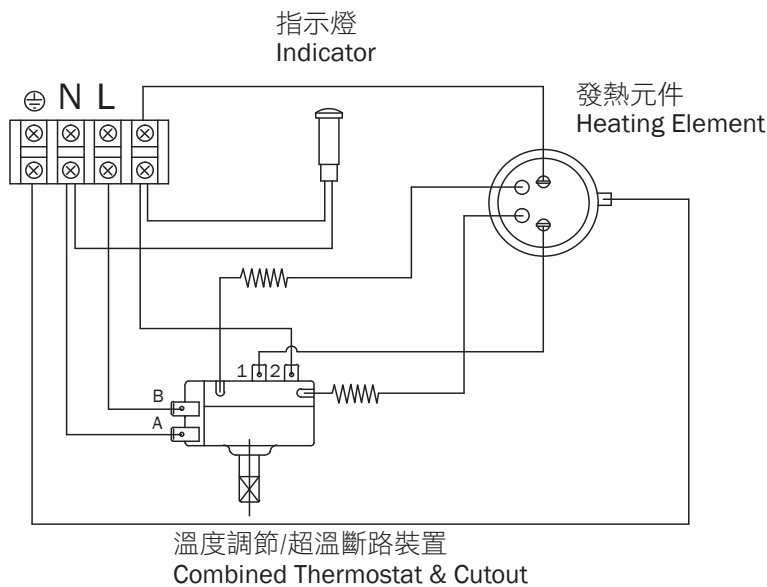 指示燈
Indicator
N L
發熱元件
Heating Element
1 2
B
A
溫度調節/超溫斷路裝置
Combined Thermostat & Cutout